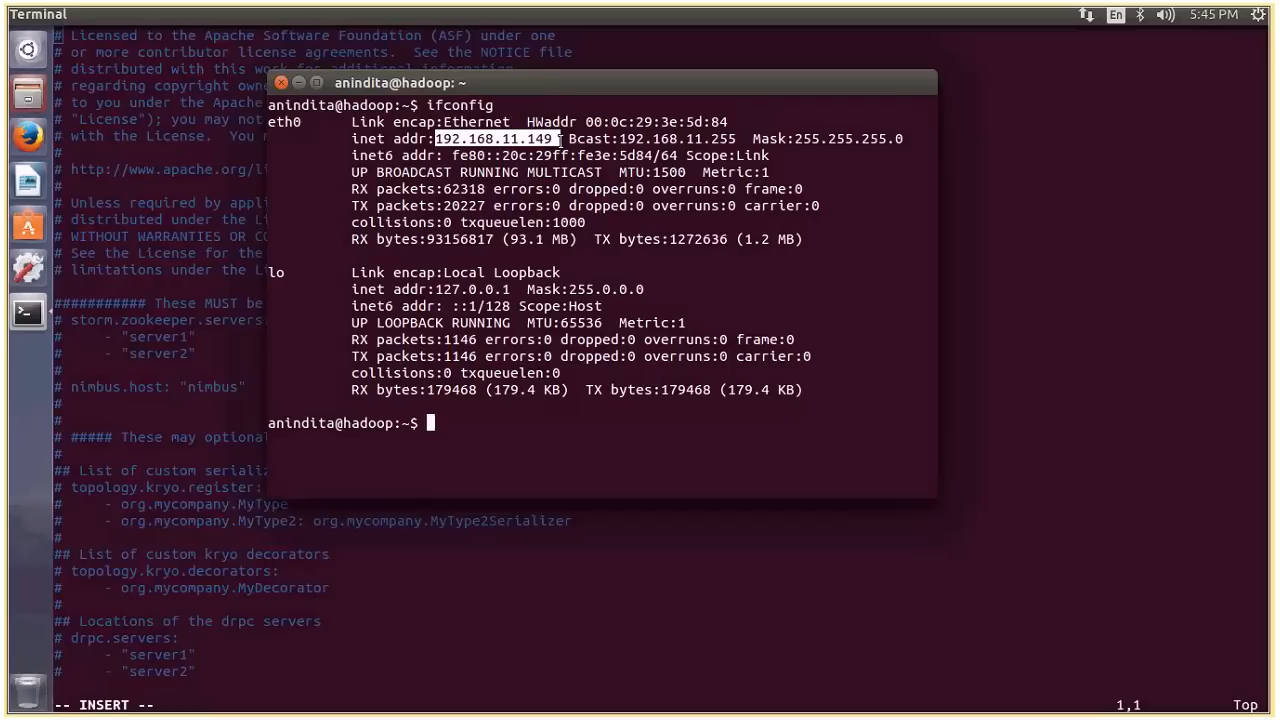 Terminal
En
5:45 PM
# Licensed to the Apache Software Foundation (ASF) under one
# or more contributor license agreements.  See the NOTICE file
# distributed with this work for additional information
# regarding copyright owne
# to you under the Apache
# "License"); you may not
# with the License.  You m
#
# http://www.apache.org/li
#
# Unless required by appli
# distributed under the Li
# WITHOUT WARRANTIES OR CO
# See the License for the
# limitations under the Li
########### These MUST be
# storm.zookeeper.servers:
#     - "server1"
#     - "server2"
#
# nimbus.host: "nimbus"
#
#
# ##### These may optional
#
## List of custom serializ
# topology.kryo.register:
#     - org.mycompany.MyType
#     - org.mycompany.MyType2: org.mycompany.MyType2Serializer
#
## List of custom kryo decorators
# topology.kryo.decorators:
#     - org.mycompany.MyDecorator
#
## Locations of the drpc servers
# drpc.servers:
#     - "server1"
#     - "server2"
-- INSERT --
1,1
Top
anindita@hadoop: ~
anindita@hadoop:~$ ifconfig
eth0      Link encap:Ethernet  HWaddr 00:0c:29:3e:5d:84
inet addr:192.168.11.149  Bcast:192.168.11.255  Mask:255.255.255.0
inet6 addr: fe80::20c:29ff:fe3e:5d84/64 Scope:Link
UP BROADCAST RUNNING MULTICAST  MTU:1500  Metric:1
RX packets:62318 errors:0 dropped:0 overruns:0 frame:0
TX packets:20227 errors:0 dropped:0 overruns:0 carrier:0
collisions:0 txqueuelen:1000
RX bytes:93156817 (93.1 MB)  TX bytes:1272636 (1.2 MB)
lo        Link encap:Local Loopback
inet addr:127.0.0.1  Mask:255.0.0.0
inet6 addr: ::1/128 Scope:Host
UP LOOPBACK RUNNING  MTU:65536  Metric:1
RX packets:1146 errors:0 dropped:0 overruns:0 frame:0
TX packets:1146 errors:0 dropped:0 overruns:0 carrier:0
collisions:0 txqueuelen:0
RX bytes:179468 (179.4 KB)  TX bytes:179468 (179.4 KB)
anindita@hadoop:~$